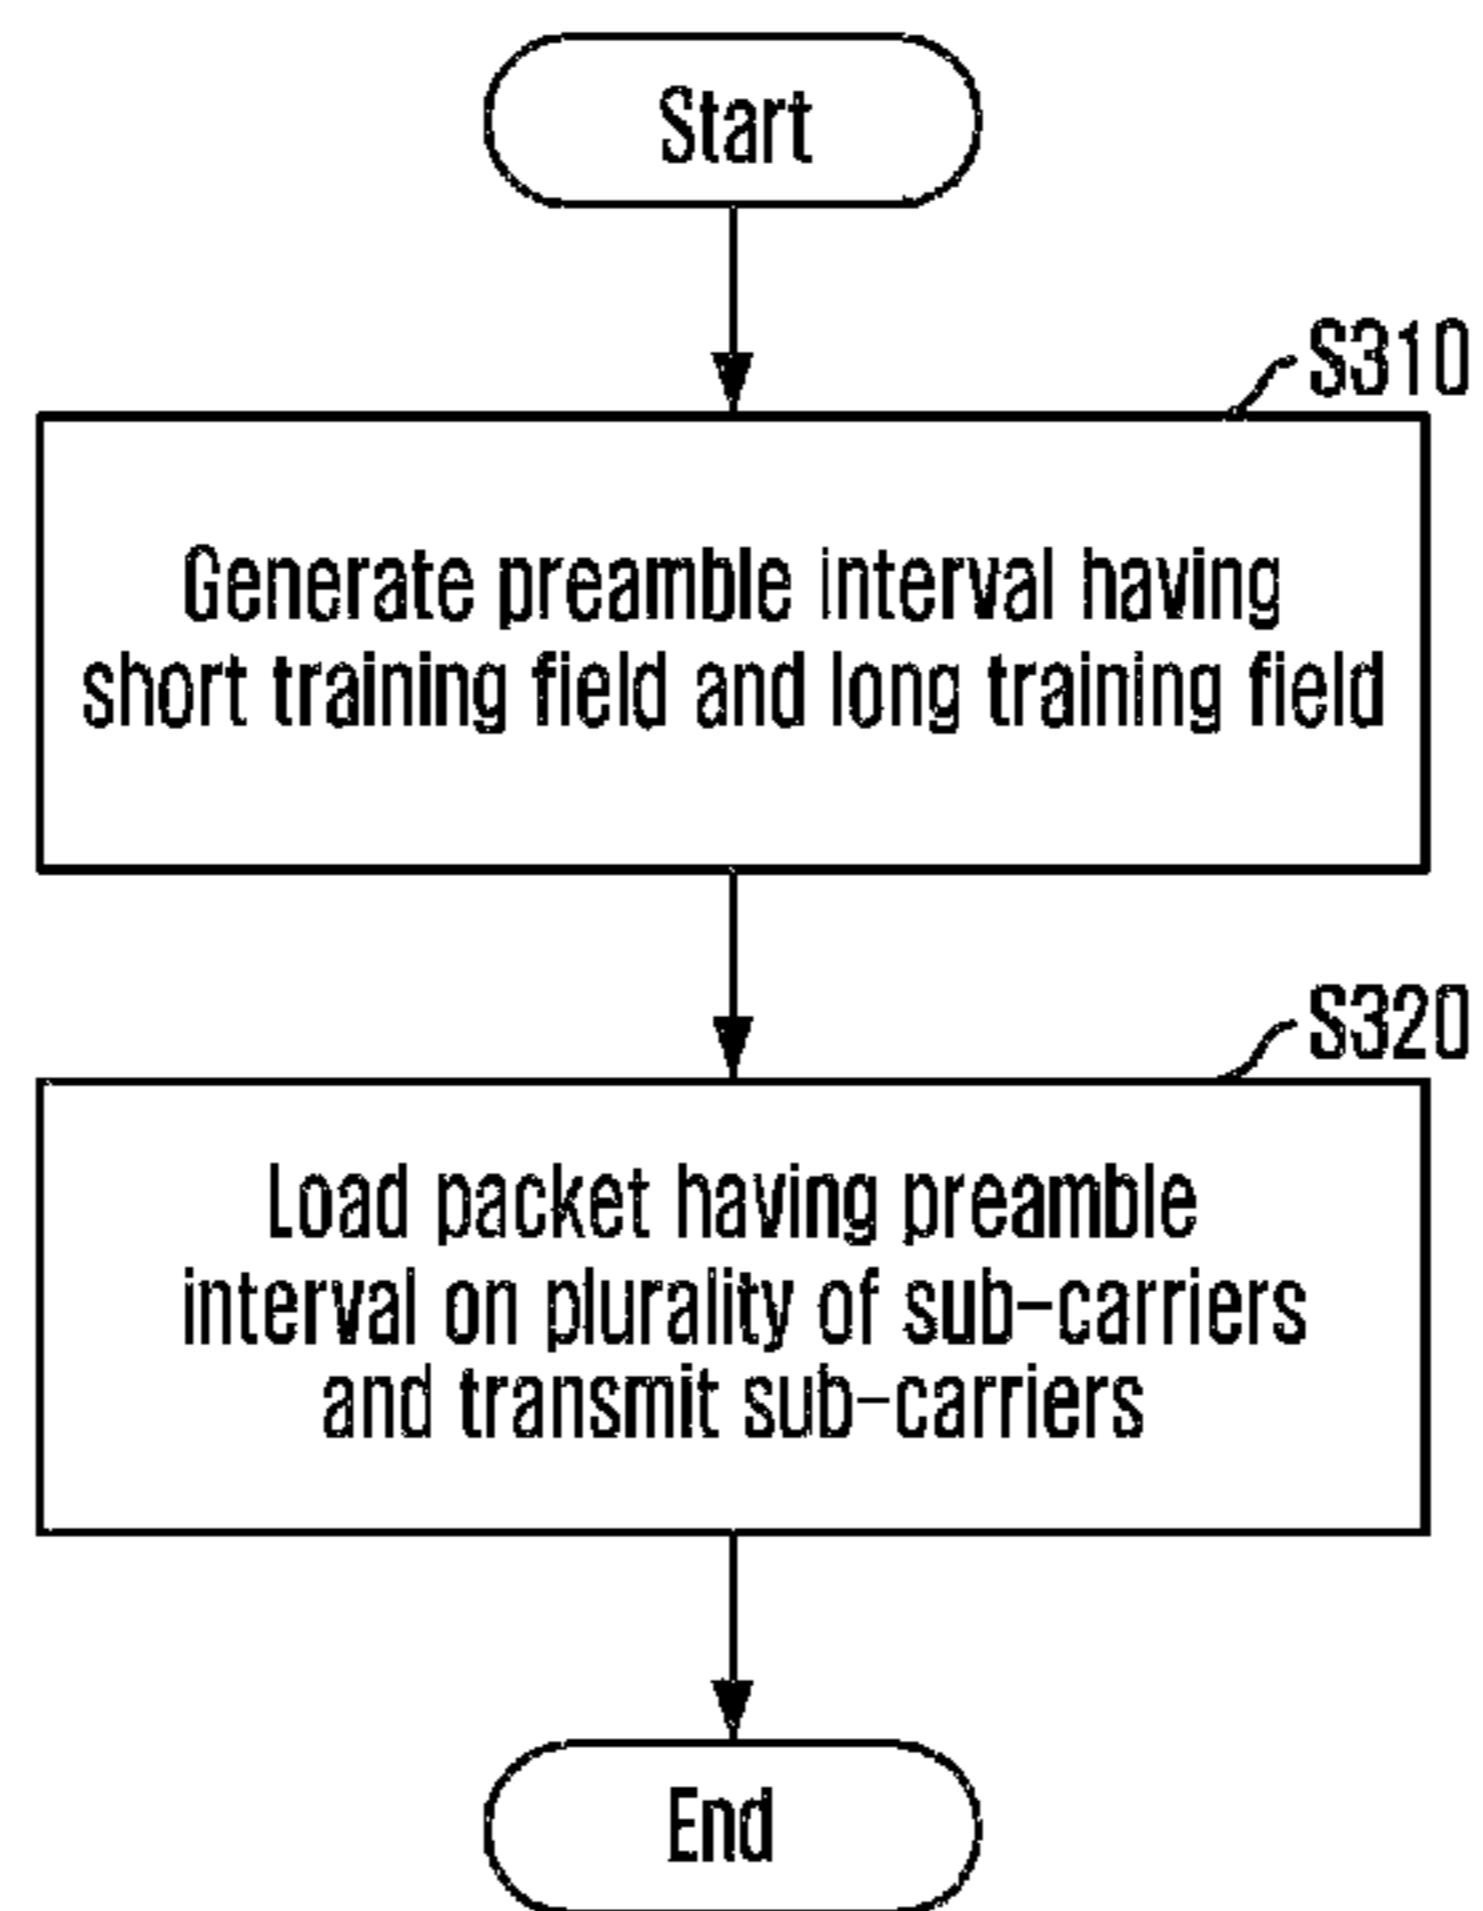 Start
S310
Generate preamble interval having
short training field and long training field
S320
Load packet having preamble
interval on plurality of sub-carriers
and transmit sub-carriers
End